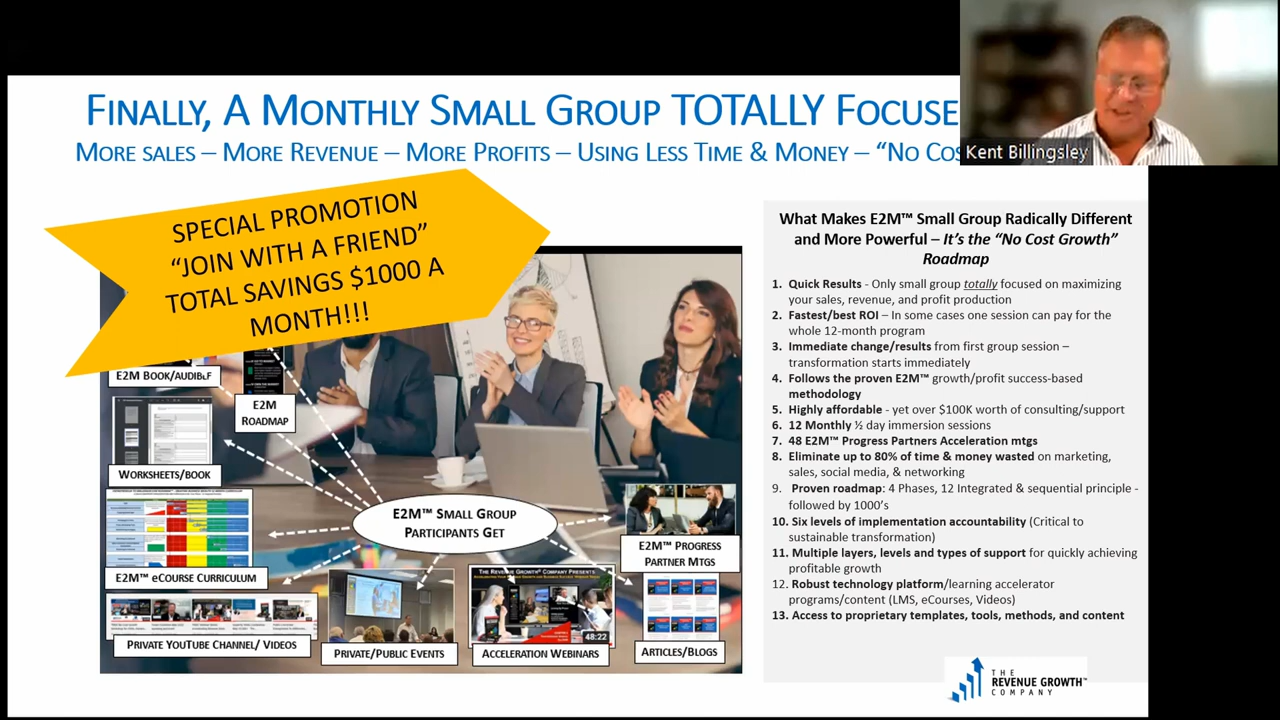 FINALLY, A MONTHLY SMALL GROUP TOTALLY FOCUSE
MORE SALES – MORE REVENUE – MORE PROFITS – USING LESS TIME & MONEY – “NO COS
Kent Billingsley
SPECIAL PROMOTION
“JOIN WITH A FRIEND”
TOTAL SAVINGS $1000 A
MONTH!!!
E2M BOOK/AUDIBLE
E2M
ROADMAP
WORKSHEETS/BOOK
E2M™ SMALL GROUP
PARTICIPANTS GET
E2M™ ECOURSE CURRICULUM
E2M™ PROGRESS
PARTNER MTGS
THE REVENUE GROWTH® COMPANY PRESENTS
48:22
PRIVATE YOUTUBE CHANNEL/ VIDEOS
PRIVATE/PUBLIC EVENTS
ACCELERATION WEBINARS
ARTICLES/BLOGS
What Makes E2M™ Small Group Radically Different
and More Powerful – It’s the “No Cost Growth”
Roadmap
1. Quick Results - Only small group totally focused on maximizing
your sales, revenue, and profit production
2. Fastest/best ROI – In some cases one session can pay for the
whole 12-month program
3. Immediate change/results from first group session –
transformation starts immediately
4. Follows the proven E2M™ growth/profit success-based
methodology
5. Highly affordable - yet over $100K worth of consulting/support
6. 12 Monthly ½ day immersion sessions
7. 48 E2M™ Progress Partners Acceleration mtgs
8. Eliminate up to 80% of time & money wasted on marketing,
sales, social media, & networking
9. Proven roadmap: 4 Phases, 12 Integrated & sequential principle -
followed by 1000’s
10. Six levels of implementation accountability (Critical to
sustainable transformation)
11. Multiple layers, levels and types of support for quickly achieving
profitable growth
12. Robust technology platform/learning accelerator
programs/content (LMS, eCourses, Videos)
13. Access to proprietary templates, tools, methods, and content
THE
REVENUE GROWTH™
COMPANY